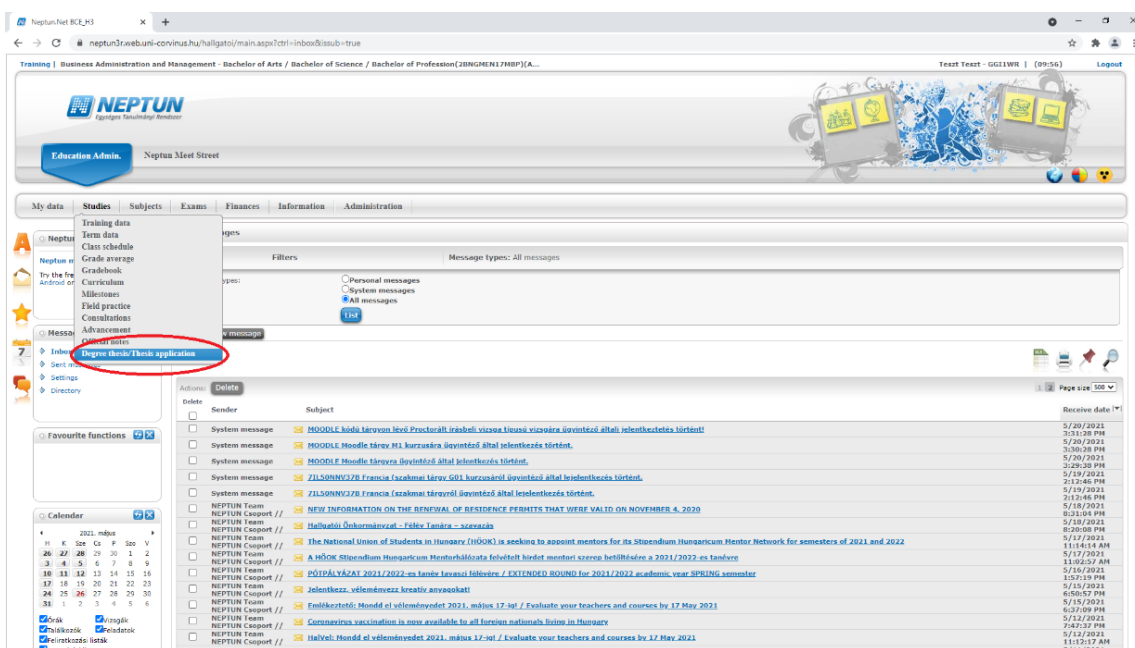 Neptun.Net BCE_H3
neptun3r.web.uni-corvinus.hu/hallgatoi/main.aspx?ctrl=inbox&issub=true
Training | Business Administration and Management - Bachelor of Arts / Bachelor of Science / Bachelor of Profession(2BNGMEN17MBP)(A...
Teszt Teszt - GGI1WR | (09:56) Logout
NEPTUN
Egységes Tanulmányi Rendszer
Education Admin. Neptun Meet Street
My data Studies Subjects Exams Finances Information Administration
Training data
Term data
Class schedule
Grade average
Gradebook
Curriculum
Milestones
Field practice
Consultations
Advancement
Official notes
Degree thesis/Thesis application
Filters Message types: All messages
Try the fre
Android or
Personal messages
System messages
All messages
List
message
Messa
Inbo
Sent
Settings
Directory
Actions: Delete
1 2 Page size 500
Delete Sender Subject Receive date
System message MOODLE kódú tárgyon lévő Proctorált írásbeli vizsga típusú vizsgára ügyintéző általi jelentkeztetés történt! 5/20/2021 3:31:28 PM
System message MOODLE Moodle tárgy M1 kurzusára ügyintéző által jelentkezés történt. 5/20/2021 3:30:28 PM
System message MOODLE Moodle tárgyra ügyintéző által jelentkezés történt. 5/20/2021 3:29:38 PM
System message 7IL50NNV37B Francia (szakmai tárgy G01 kurzusáról ügyintéző által lejelentkezés történt. 5/19/2021 2:12:46 PM
System message 7IL50NNV37B Francia (szakmai tárgyról ügyintéző által lejelentkezés történt. 5/19/2021 2:12:46 PM
NEPTUN Team NEPTUN Csoport // NEW INFORMATION ON THE RENEWAL OF RESIDENCE PERMITS THAT WERE VALID ON NOVEMBER 4, 2020 5/18/2021 8:31:04 PM
NEPTUN Team NEPTUN Csoport // Hallgatói Önkormányzat - Félév Tanára – szavazás 5/18/2021 8:20:08 PM
NEPTUN Team NEPTUN Csoport // The National Union of Students in Hungary (HÖOK) is seeking to appoint mentors for its Stipendium Hungaricum Mentor Network for semesters of 2021 and 2022 5/17/2021 11:14:14 AM
NEPTUN Team NEPTUN Csoport // A HÖOK Stipendium Hungaricum Mentorhálózata felvételt hirdet mentori szerep betöltésére a 2021/2022-es tanévre 5/17/2021 11:02:57 AM
NEPTUN Team NEPTUN Csoport // PÓTPÁLYÁZAT 2021/2022-es tanév tavaszi félévére / EXTENDED ROUND for 2021/2022 academic year SPRING semester 5/16/2021 1:57:19 PM
NEPTUN Team NEPTUN Csoport // Jelentkezz, véleményezz kreatív anyagokat! 5/15/2021 6:50:57 PM
NEPTUN Team NEPTUN Csoport // Emlékeztető: Mondd el véleményedet 2021. május 17-ig! / Evaluate your teachers and courses by 17 May 2021 5/15/2021 6:37:09 PM
NEPTUN Team NEPTUN Csoport // Coronavirus vaccination is now available to all foreign nationals living in Hungary 5/12/2021 7:47:37 PM
NEPTUN Team NEPTUN Csoport // HalVel: Mondd el véleményedet 2021. május 17-ig! / Evaluate your teachers and courses by 17 May 2021 5/12/2021 11:12:17 AM
Favourite functions
Calendar
2021. május
H K Sze Cs P Szo V
26 27 28 29 30 1 2
3 4 5 6 7 8 9
10 11 12 13 14 15 16
17 18 19 20 21 22 23
24 25 26 27 28 29 30
31 1 2 3 4 5 6
Órák Vizsgák
Találkozók Feladatok
Feliratkozási listák